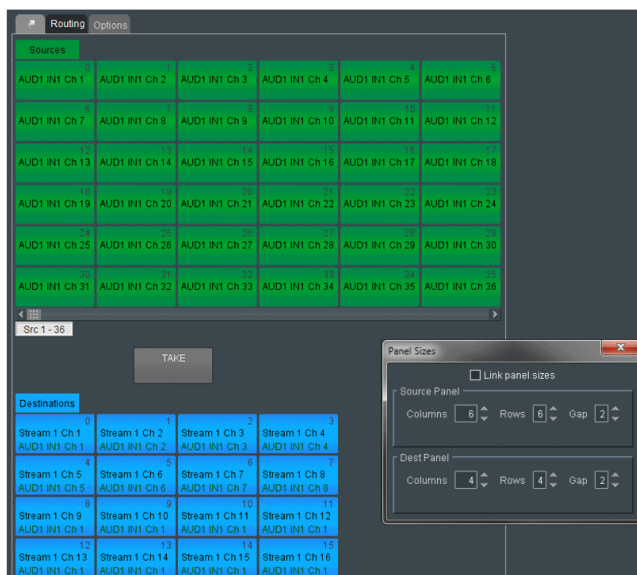 Routing Options
Sources
0 1 2 3 4 5
AUD1 IN1 Ch 1 AUD1 IN1 Ch 2 AUD1 IN1 Ch 3 AUD1 IN1 Ch 4 AUD1 IN1 Ch 5 AUD1 IN1 Ch 6
6 7 8 9 10 11
AUD1 IN1 Ch 7 AUD1 IN1 Ch 8 AUD1 IN1 Ch 9 AUD1 IN1 Ch 10 AUD1 IN1 Ch 11 AUD1 IN1 Ch 12
12 13 14 15 16 17
AUD1 IN1 Ch 13 AUD1 IN1 Ch 14 AUD1 IN1 Ch 15 AUD1 IN1 Ch 16 AUD1 IN1 Ch 17 AUD1 IN1 Ch 18
18 19 20 21 22 23
AUD1 IN1 Ch 19 AUD1 IN1 Ch 20 AUD1 IN1 Ch 21 AUD1 IN1 Ch 22 AUD1 IN1 Ch 23 AUD1 IN1 Ch 24
24 25 26 27 28 29
AUD1 IN1 Ch 25 AUD1 IN1 Ch 26 AUD1 IN1 Ch 27 AUD1 IN1 Ch 28 AUD1 IN1 Ch 29 AUD1 IN1 Ch 30
30 31 32 33 34 35
AUD1 IN1 Ch 31 AUD1 IN1 Ch 32 AUD1 IN1 Ch 33 AUD1 IN1 Ch 34 AUD1 IN1 Ch 35 AUD1 IN1 Ch 36
Src 1 - 36
TAKE
Destinations
0 1 2 3
Stream 1 Ch 1 Stream 1 Ch 2 Stream 1 Ch 3 Stream 1 Ch 4
AUD1 IN1 Ch 1 AUD1 IN1 Ch 2 AUD1 IN1 Ch 3 AUD1 IN1 Ch 4
4 5 6 7
Stream 1 Ch 5 Stream 1 Ch 6 Stream 1 Ch 7 Stream 1 Ch 8
AUD1 IN1 Ch 5 AUD1 IN1 Ch 6 AUD1 IN1 Ch 7 AUD1 IN1 Ch 8
8 9 10 11
Stream 1 Ch 9 Stream 1 Ch 10 Stream 1 Ch 11 Stream 1 Ch 12
AUD1 IN1 Ch 1 AUD1 IN1 Ch 1 AUD1 IN1 Ch 1 AUD1 IN1 Ch 1
12 13 14 15
Stream 1 Ch 13 Stream 1 Ch 14 Stream 1 Ch 15 Stream 1 Ch 16
AUD1 IN1 Ch 1 AUD1 IN1 Ch 1 AUD1 IN1 Ch 1 AUD1 IN1 Ch 1
Panel Sizes
Link panel sizes
Source Panel
Columns 6 Rows 6 Gap 2
Dest Panel
Columns 4 Rows 4 Gap 2